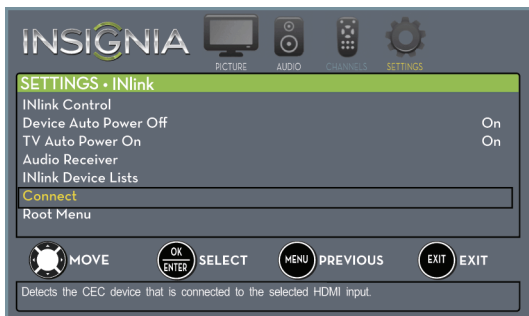 INSIGNIA
PICTURE AUDIO CHANNELS SETTINGS
SETTINGS • INlink
INlink Control
Device Auto Power Off On
TV Auto Power On On
Audio Receiver
INlink Device Lists
Connect
Root Menu
MOVE OK ENTER SELECT MENU PREVIOUS EXIT EXIT
Detects the CEC device that is connected to the selected HDMI input.